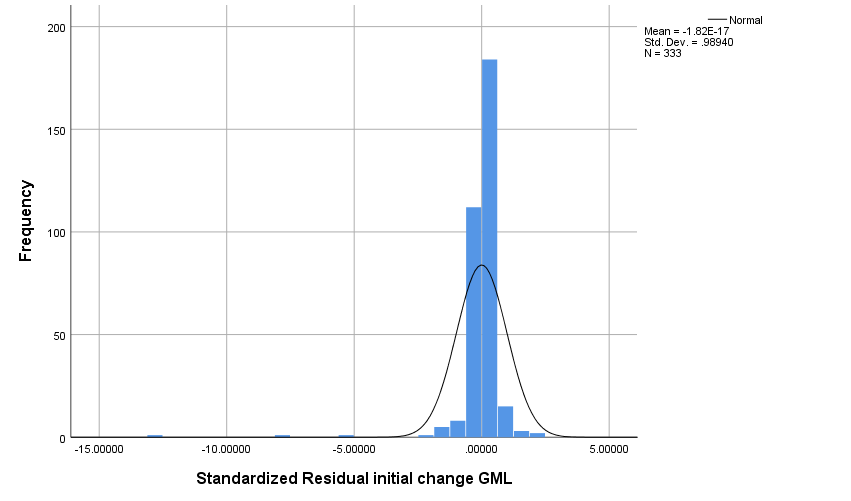 Normal
Mean = -1.82E-17
Std. Dev. = .98940
N = 333
200
150
100
50
0
Frequency
-15.00000 -10.00000 -5.00000 .00000 5.00000
Standardized Residual initial change GML